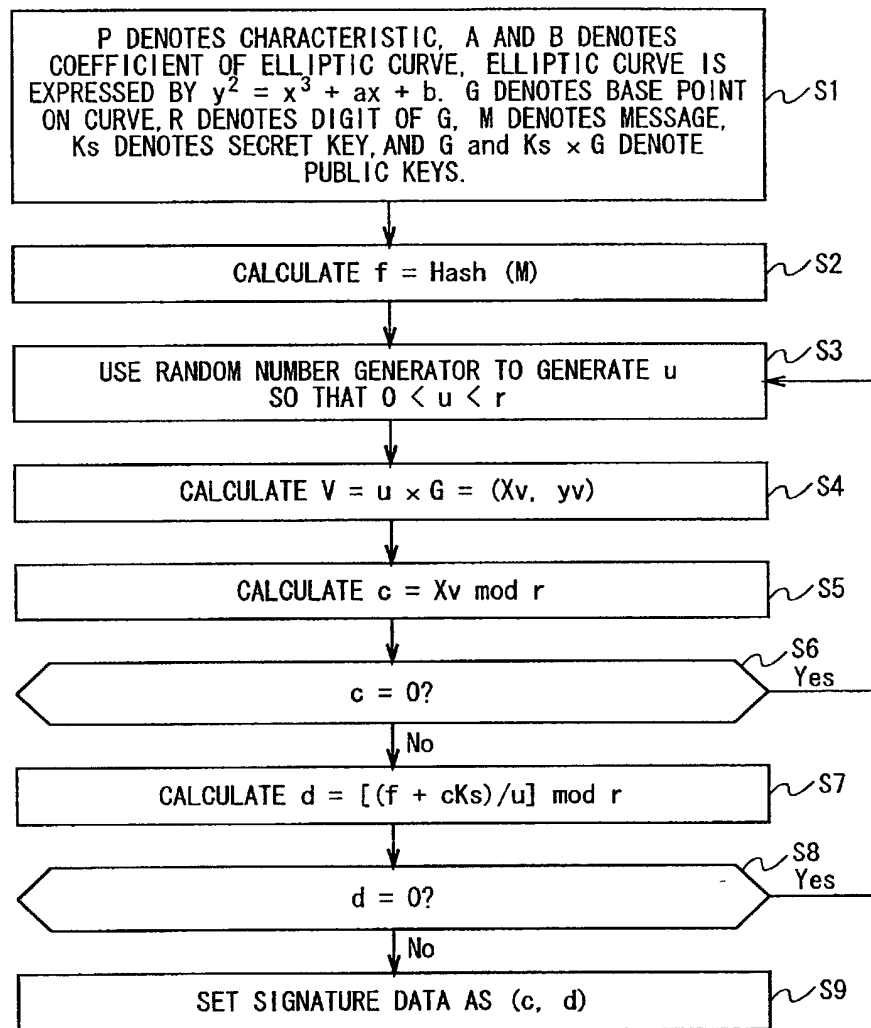 P DENOTES CHARACTERISTIC, A AND B DENOTES
COEFFICIENT OF ELLIPTIC CURVE, ELLIPTIC CURVE IS
EXPRESSED BY y² = x³ + ax + b. G DENOTES BASE POINT
ON CURVE, R DENOTES DIGIT OF G, M DENOTES MESSAGE,
Ks DENOTES SECRET KEY, AND G and Ks × G DENOTE
PUBLIC KEYS.
S1
CALCULATE f = Hash (M)
S2
USE RANDOM NUMBER GENERATOR TO GENERATE u
SO THAT 0 < u < r
S3
CALCULATE V = u × G = (Xv, yv)
S4
CALCULATE c = Xv mod r
S5
c = 0?
S6
Yes
No
CALCULATE d = [(f + cKs)/u] mod r
S7
d = 0?
S8
Yes
No
SET SIGNATURE DATA AS (c, d)
S9